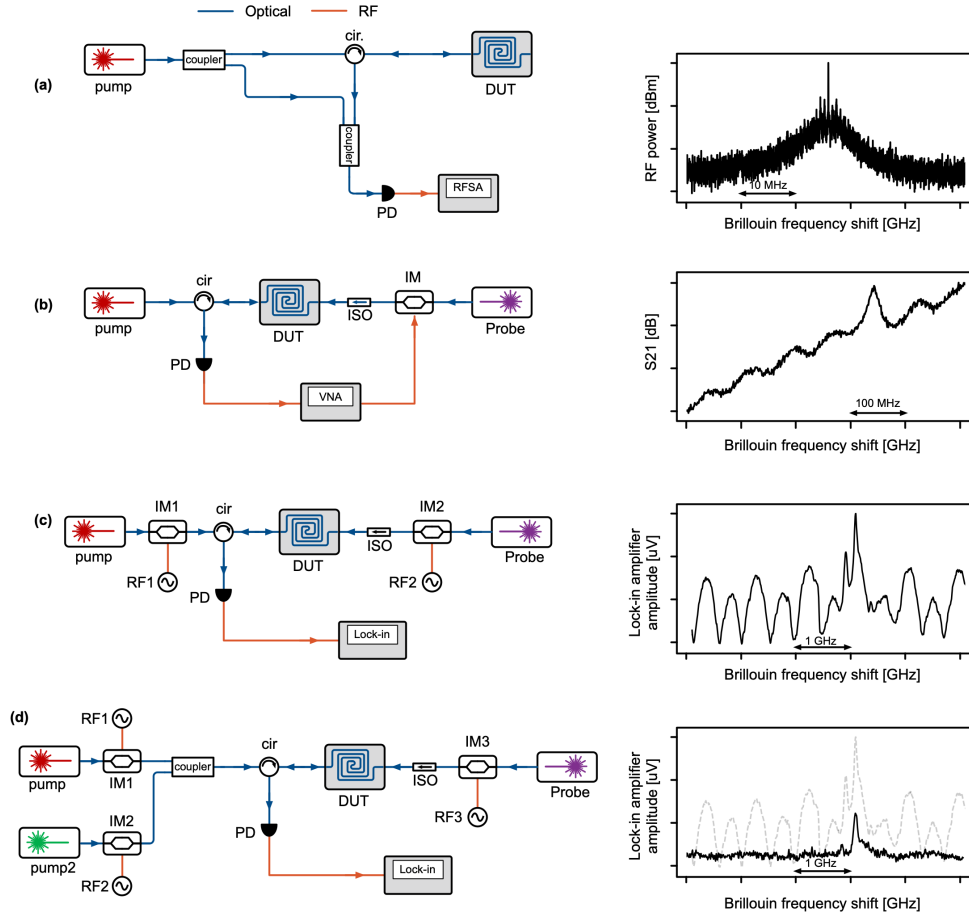 Optical
RF
(a)
pump
coupler
cir.
DUT
coupler
PD
RFSA
RF power [dBm]
10 MHz
Brillouin frequency shift [GHz]
(b)
pump
cir
DUT
ISO
IM
Probe
PD
VNA
S21 [dB]
100 MHz
Brillouin frequency shift [GHz]
(c)
pump
IM1
RF1
cir
DUT
ISO
IM2
RF2
Probe
PD
Lock-in
Lock-in amplifier
amplitude [uV]
1 GHz
Brillouin frequency shift [GHz]
(d)
RF1
pump
IM1
coupler
cir
DUT
ISO
IM3
RF3
Probe
pump2
IM2
RF2
PD
Lock-in
Lock-in amplifier
amplitude [uV]
1 GHz
Brillouin frequency shift [GHz]